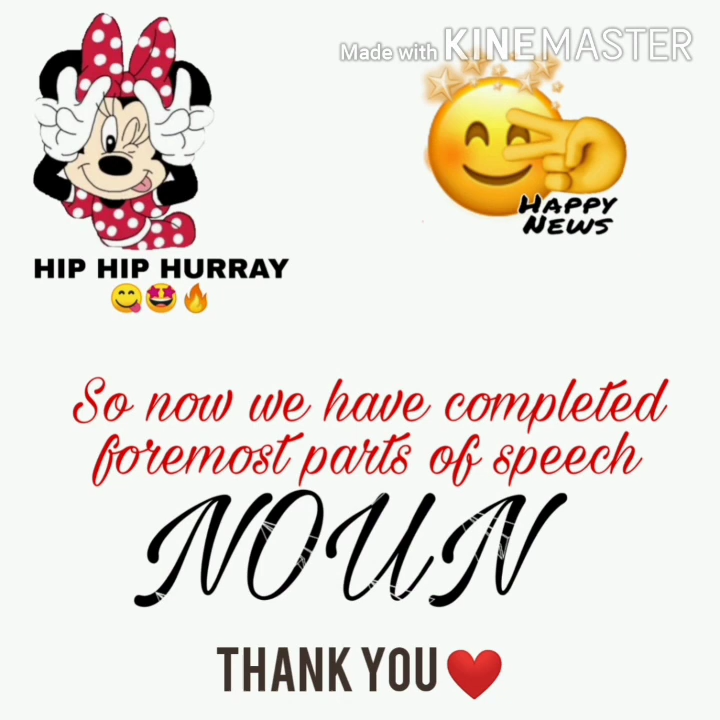 Made with KINEMASTER
HAPPY
NEWS
HIP HIP HURRAY
😋🤩🔥
So now we have completed
foremost parts of speech
NOUN
THANK YOU❤️